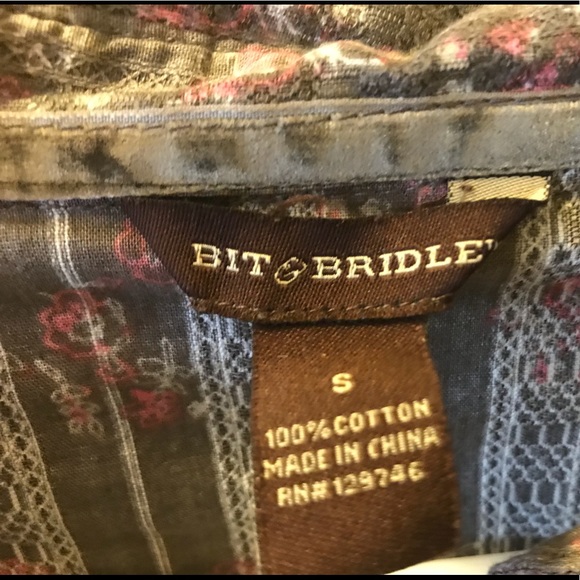 BIT & BRIDLE
S
100% COTTON
MADE IN CHINA
RN# 129746